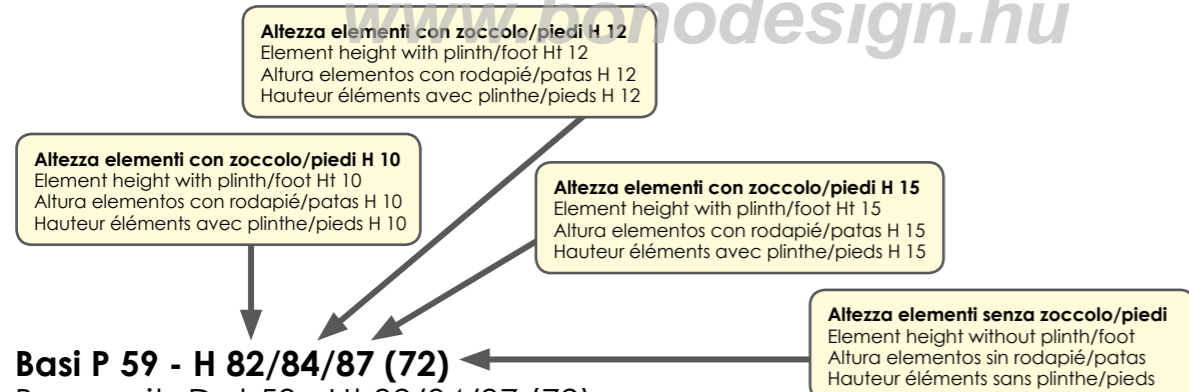 www.bonodesign.hu
Altezza elementi con zoccolo/piedi H 12
Element height with plinth/foot Ht 12
Altura elementos con rodapié/patas H 12
Hauteur éléments avec plinthe/pieds H 12
Altezza elementi con zoccolo/piedi H 10
Element height with plinth/foot Ht 10
Altura elementos con rodapié/patas H 10
Hauteur éléments avec plinthe/pieds H 10
Altezza elementi con zoccolo/piedi H 15
Element height with plinth/foot Ht 15
Altura elementos con rodapié/patas H 15
Hauteur éléments avec plinthe/pieds H 15
Altezza elementi senza zoccolo/piedi
Element height without plinth/foot
Altura elementos sin rodapié/patas
Hauteur éléments sans plinthe/pieds
Basi P 59 - H 82/84/87 (72)